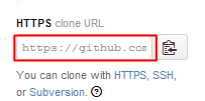 HTTPS clone URL
https://github.com
You can clone with HTTPS, SSH,
or Subversion.